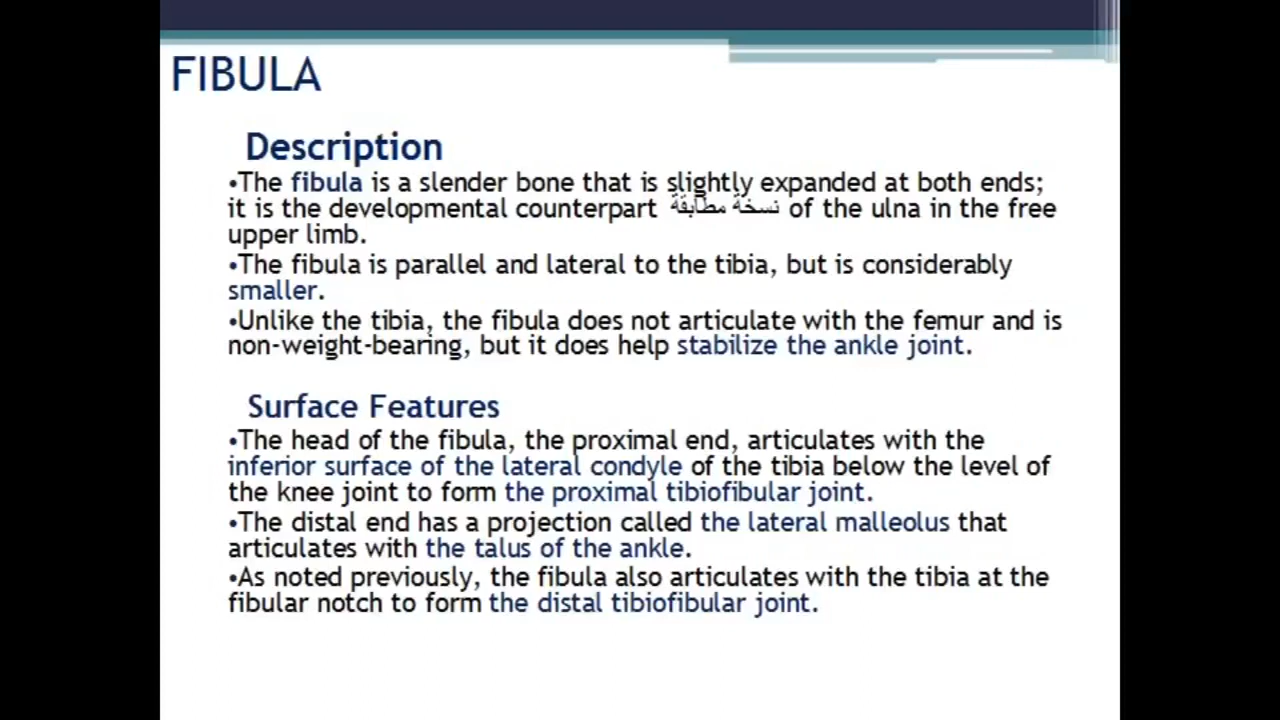 FIBULA
Description
•The fibula is a slender bone that is slightly expanded at both ends;
it is the developmental counterpart نسخة مطابقة of the ulna in the free
upper limb.
•The fibula is parallel and lateral to the tibia, but is considerably
smaller.
•Unlike the tibia, the fibula does not articulate with the femur and is
non-weight-bearing, but it does help stabilize the ankle joint.
Surface Features
•The head of the fibula, the proximal end, articulates with the
inferior surface of the lateral condyle of the tibia below the level of
the knee joint to form the proximal tibiofibular joint.
•The distal end has a projection called the lateral malleolus that
articulates with the talus of the ankle.
•As noted previously, the fibula also articulates with the tibia at the
fibular notch to form the distal tibiofibular joint.